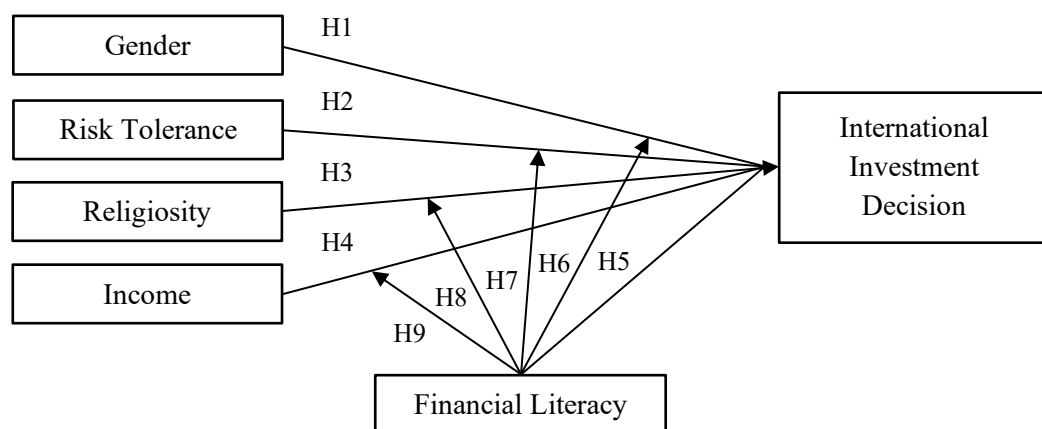 H1
Gender
H2
Risk Tolerance
International
Investment
Decision
H3
Religiosity
H4
Income
H5
H6
H7
H8
H9
Financial Literacy